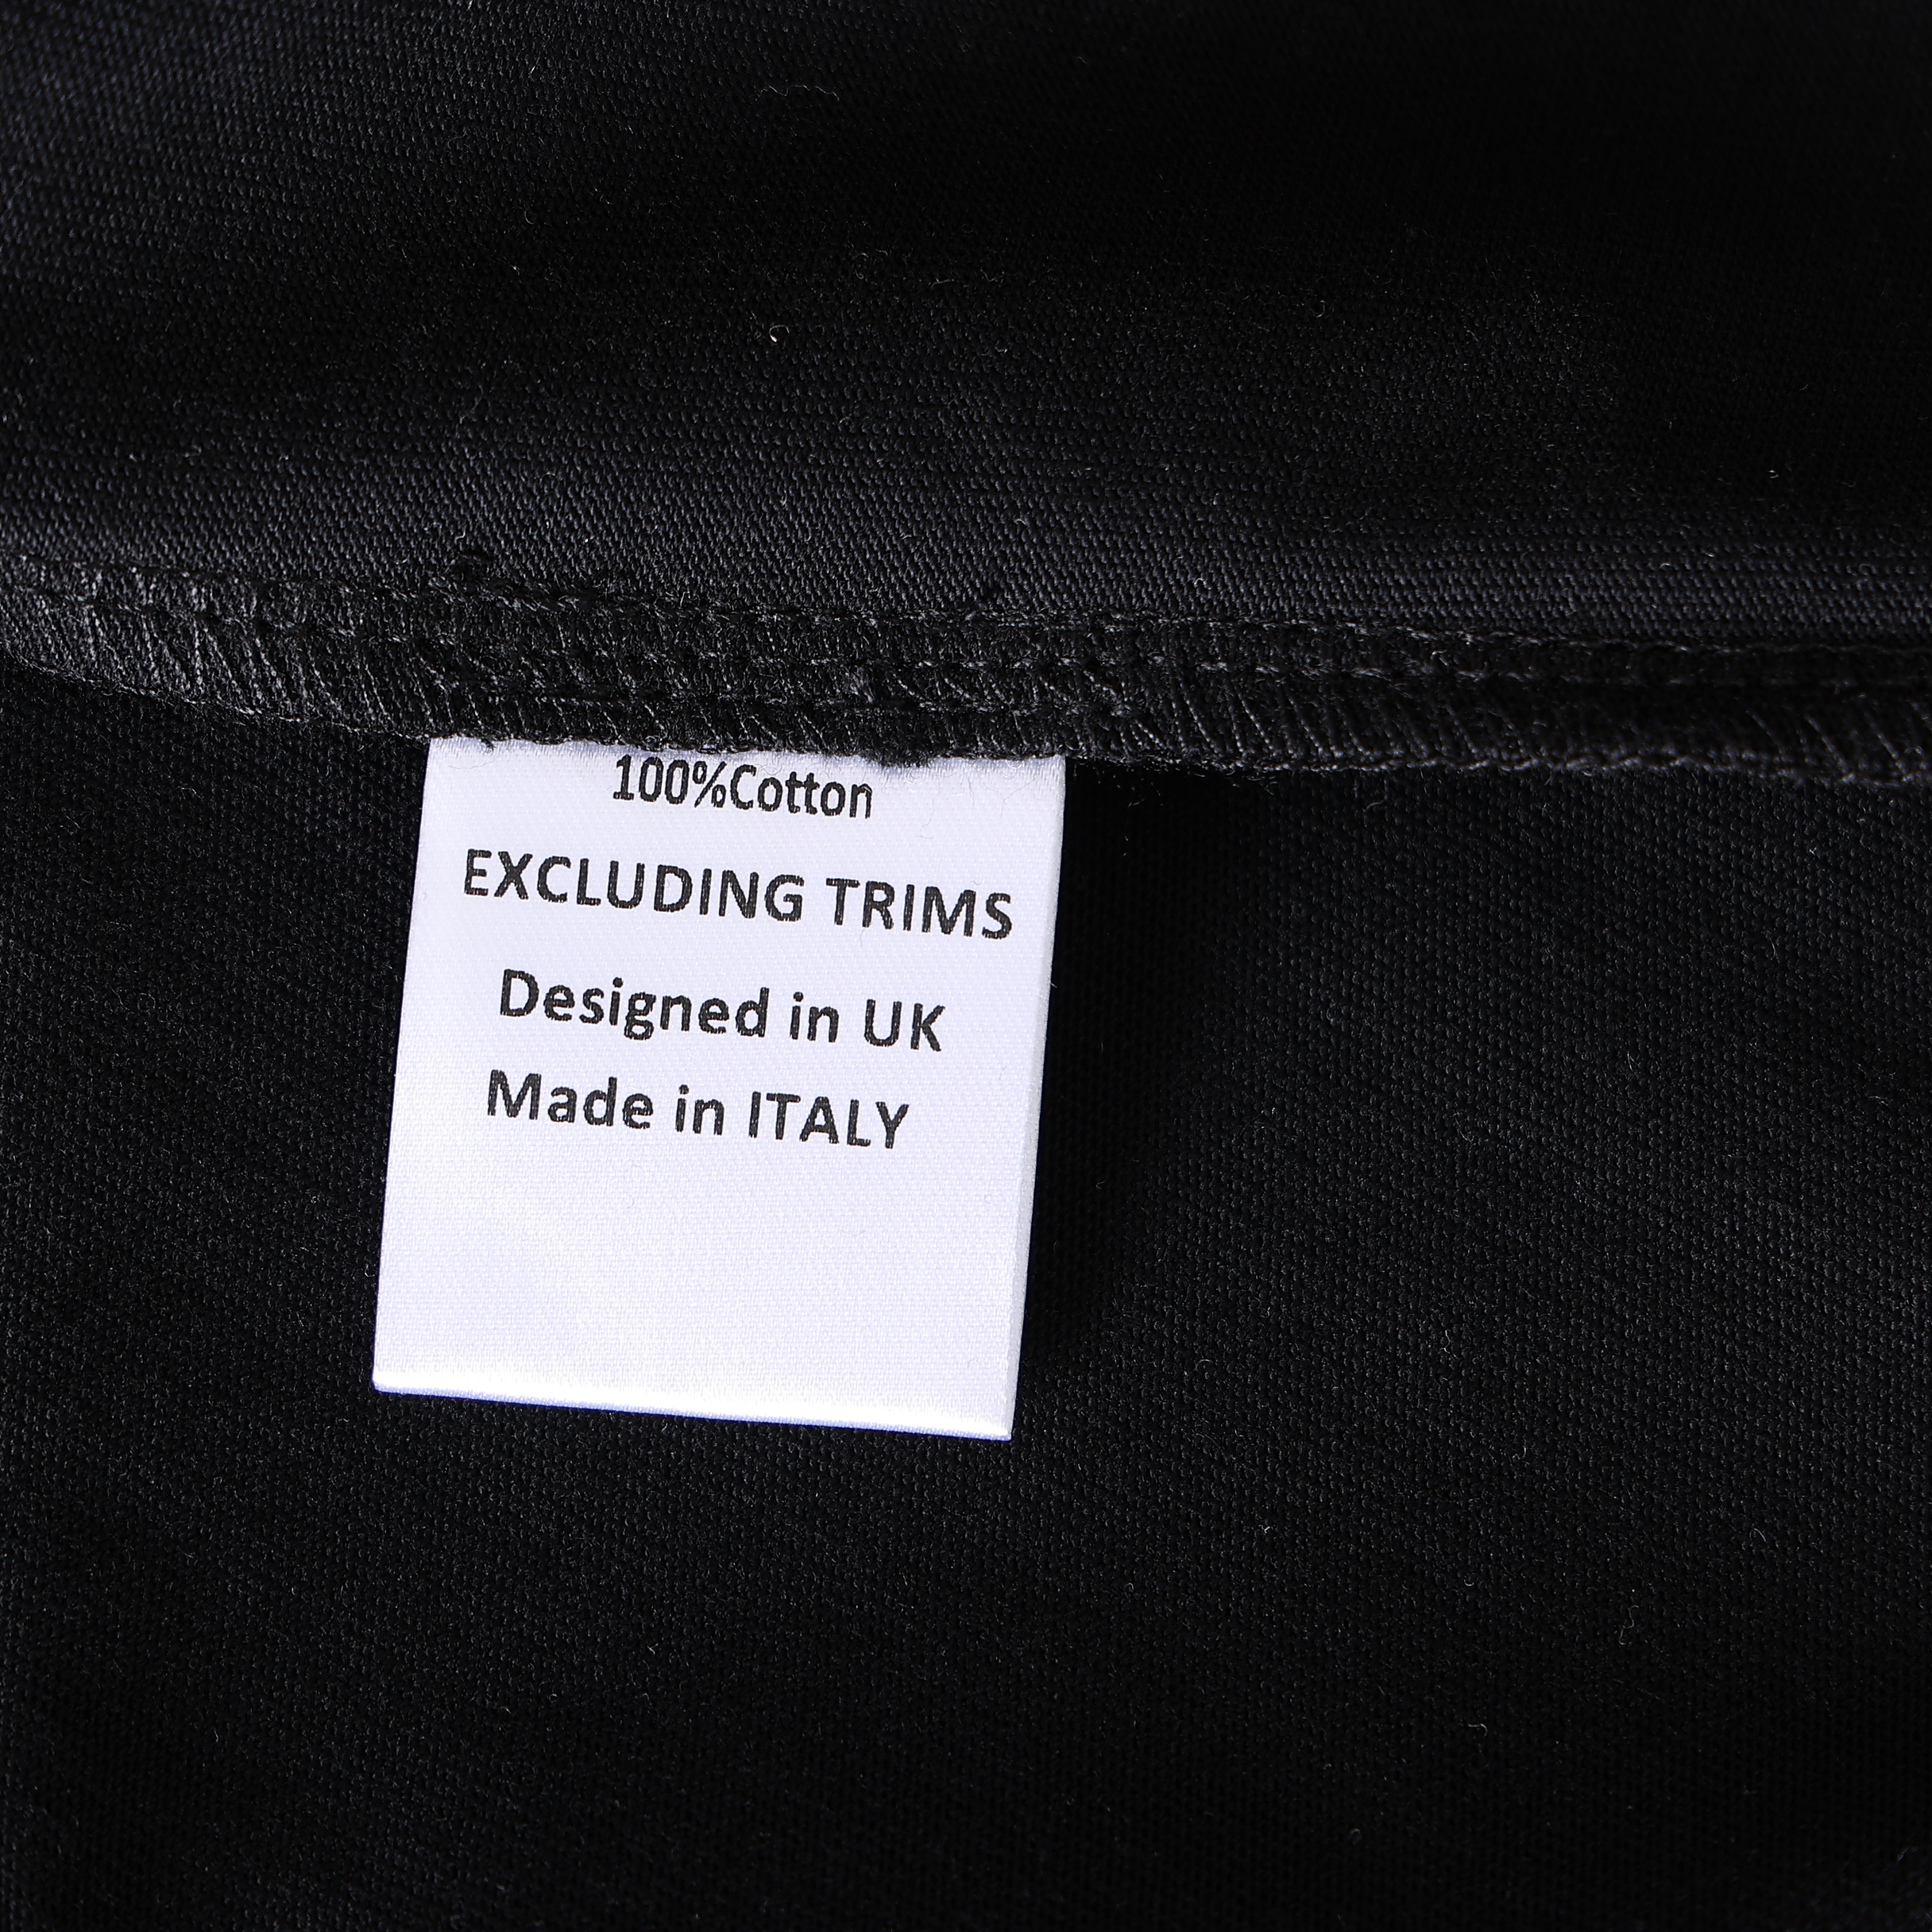 100%Cotton
EXCLUDING TRIMS
Designed in UK
Made in ITALY